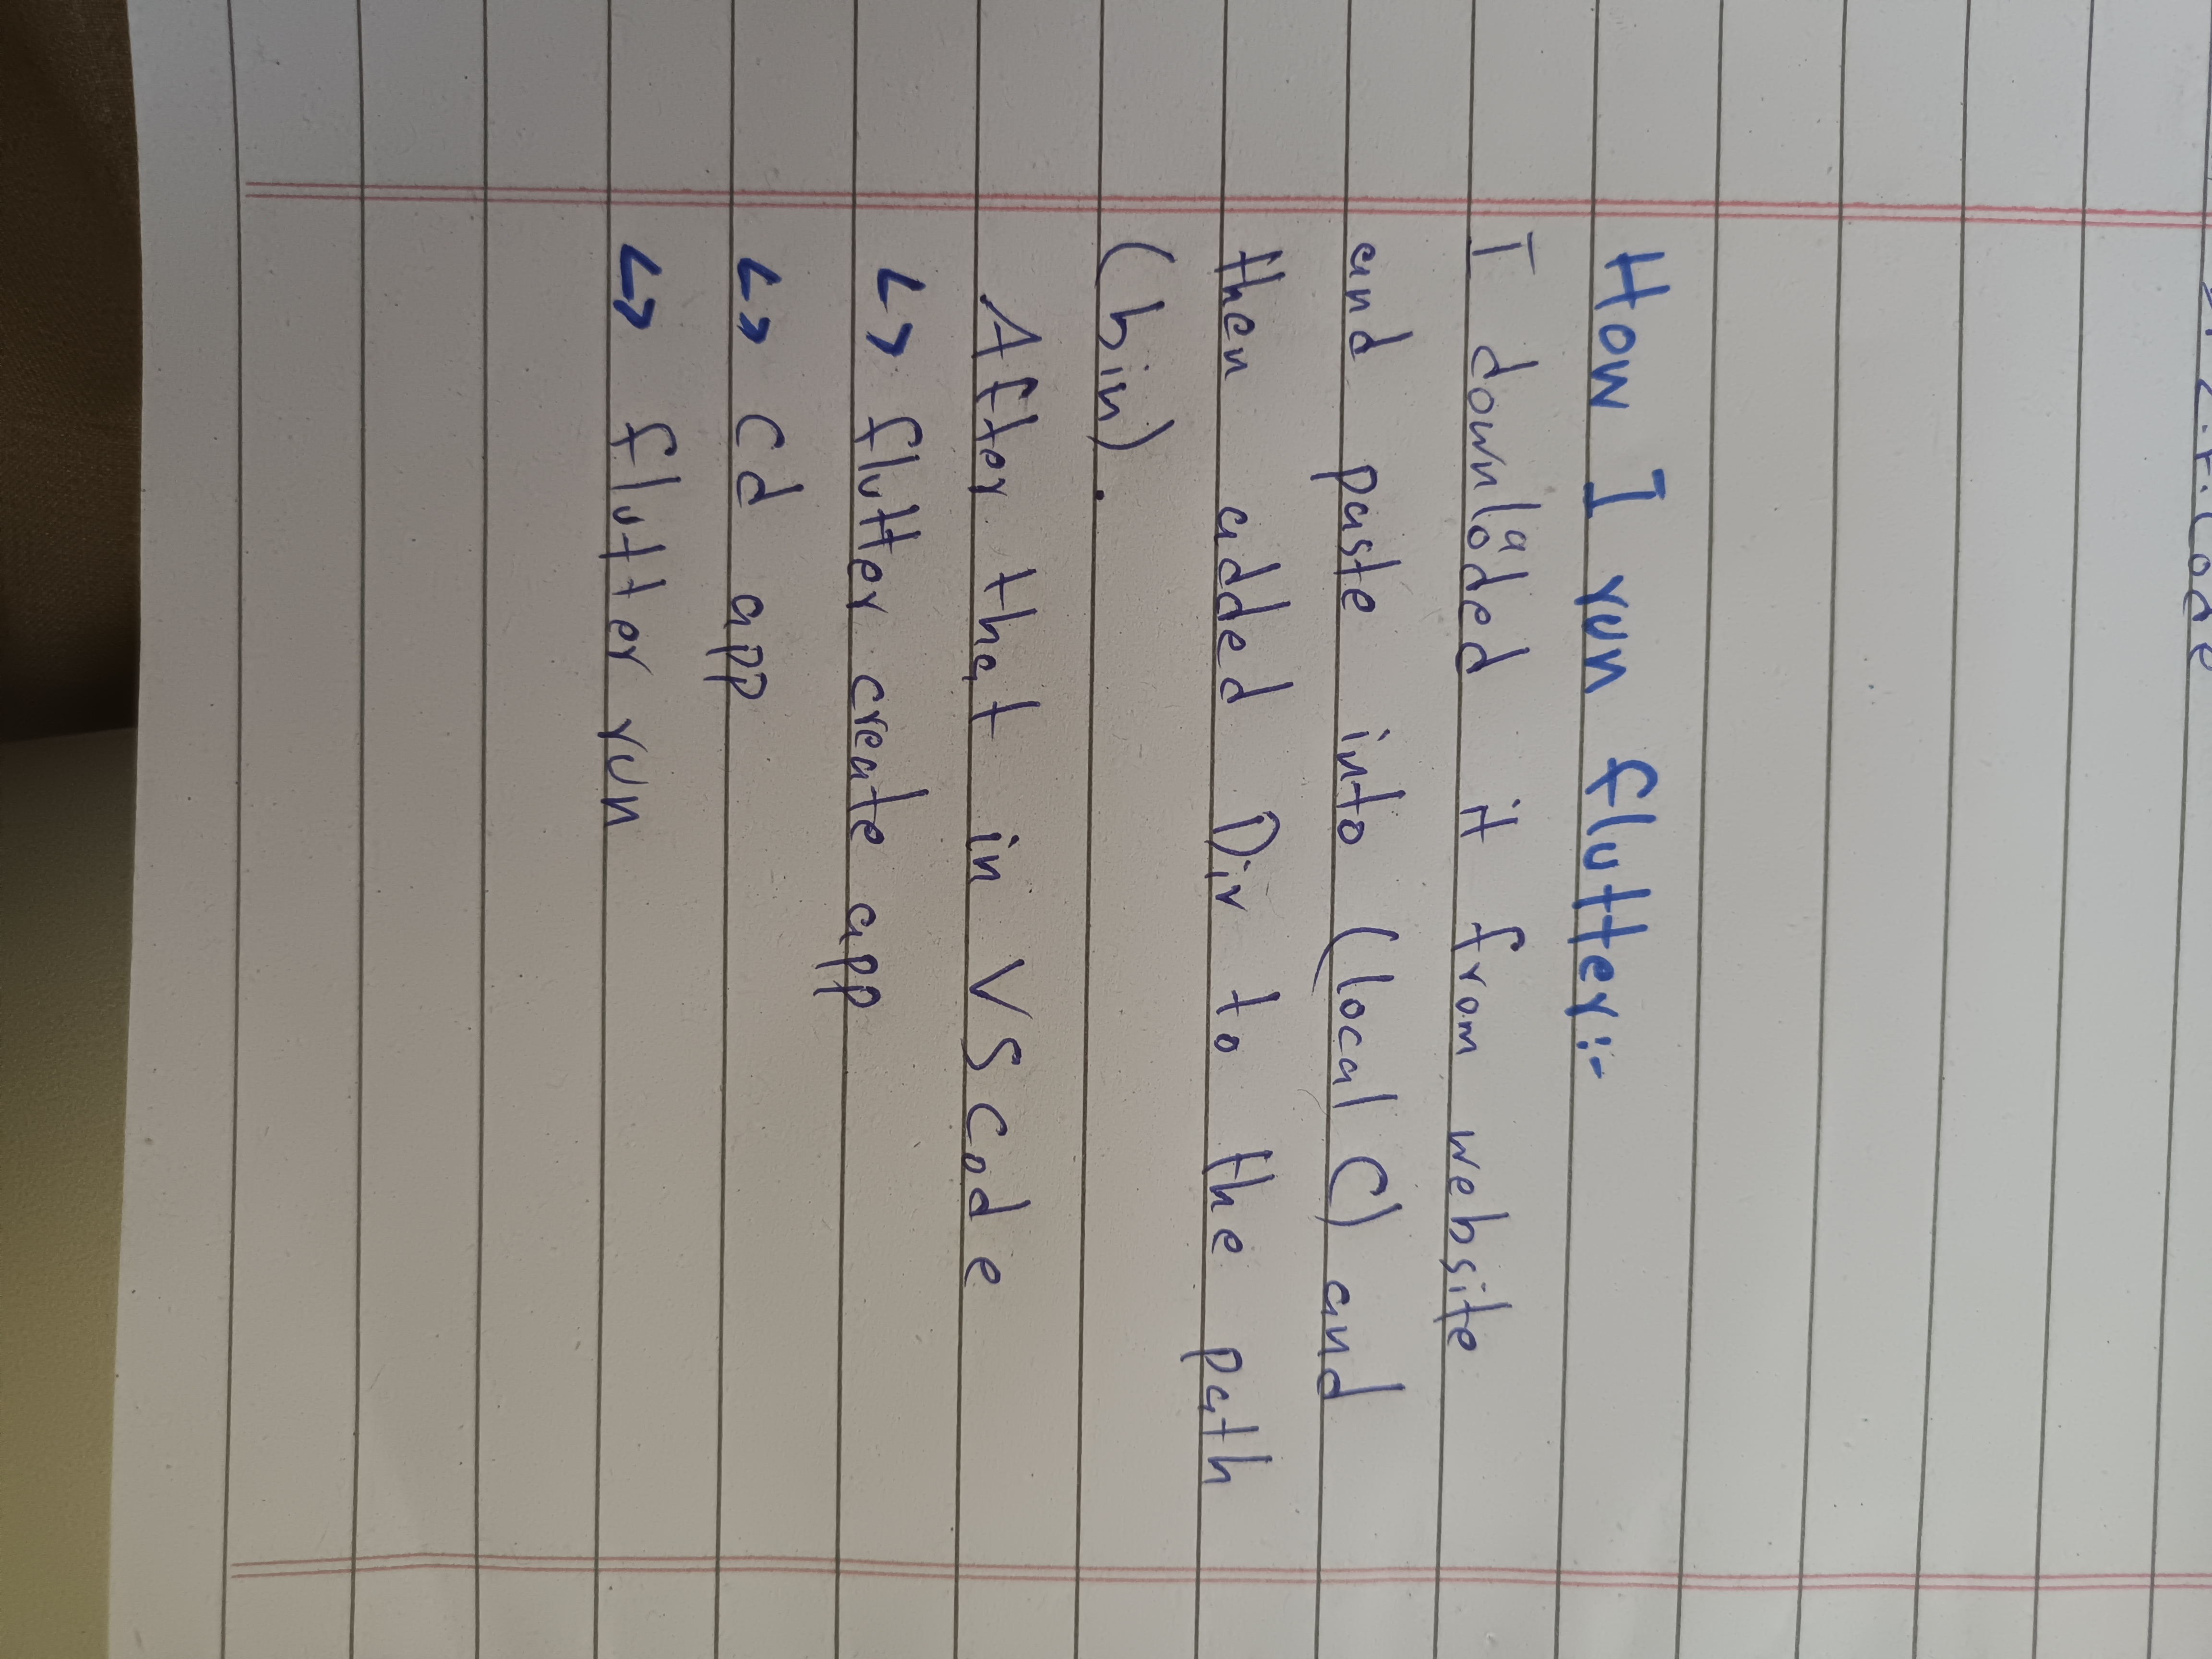 How I run flutter:-
I downloaded it from website
and paste into (local C) and
then added Dir to the path
(bin).
After that in VS Code
↳ flutter create app
↳ cd app
↳ flutter run